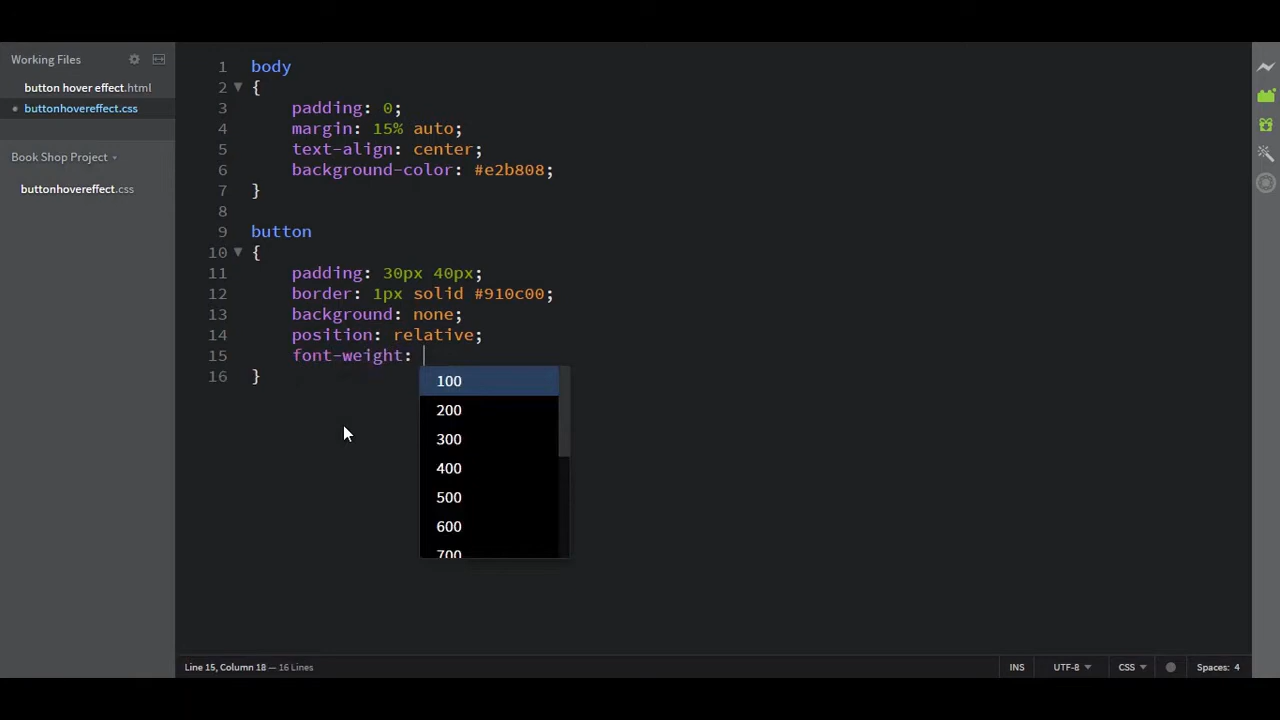 Working Files
button hover effect.html
buttonhovereffect.css
Book Shop Project
buttonhovereffect.css
1 body
2 {
3 padding: 0;
4 margin: 15% auto;
5 text-align: center;
6 background-color: #e2b808;
7 }
8
9 button
10 {
11 padding: 30px 40px;
12 border: 1px solid #910c00;
13 background: none;
14 position: relative;
15 font-weight:
16 }
100
200
300
400
500
600
700
Line 15, Column 18 — 16 Lines
INS
UTF-8
CSS
Spaces: 4